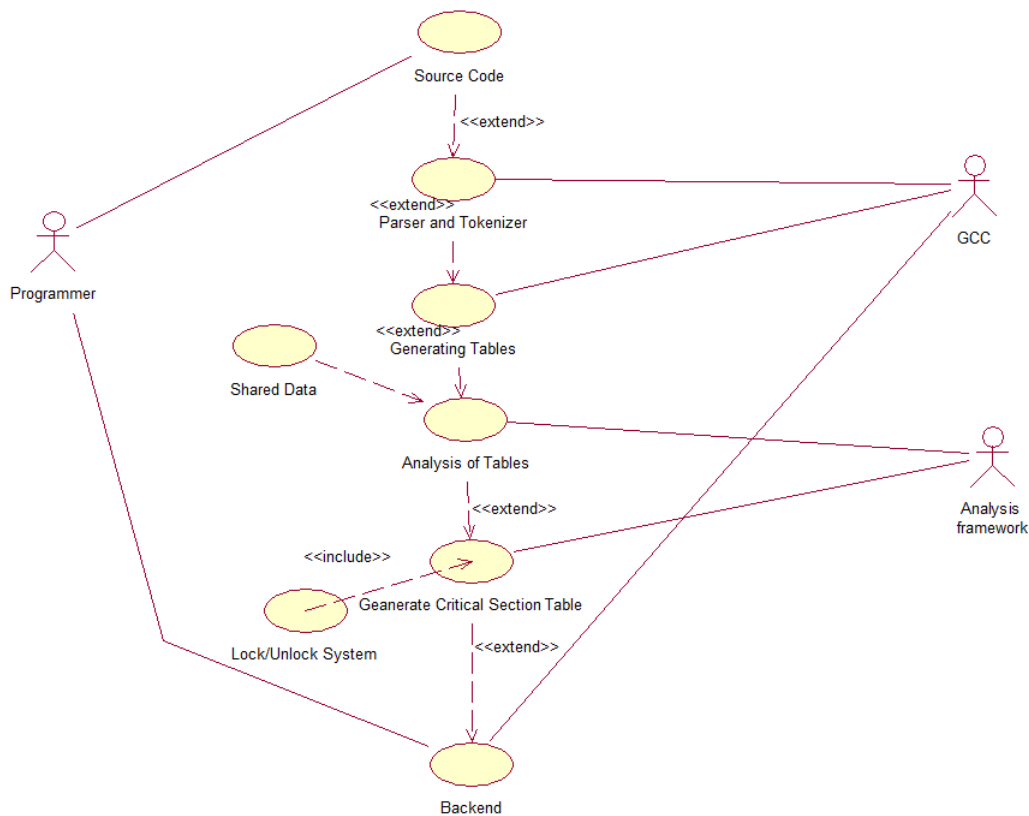 Source Code
<<extend>>
<<extend>>
Parser and Tokenizer
GCC
Programmer
<<extend>>
Generating Tables
Shared Data
Analysis of Tables
<<extend>>
Analysis
framework
<<include>>
Geanerate Critical Section Table
Lock/Unlock System
<<extend>>
Backend